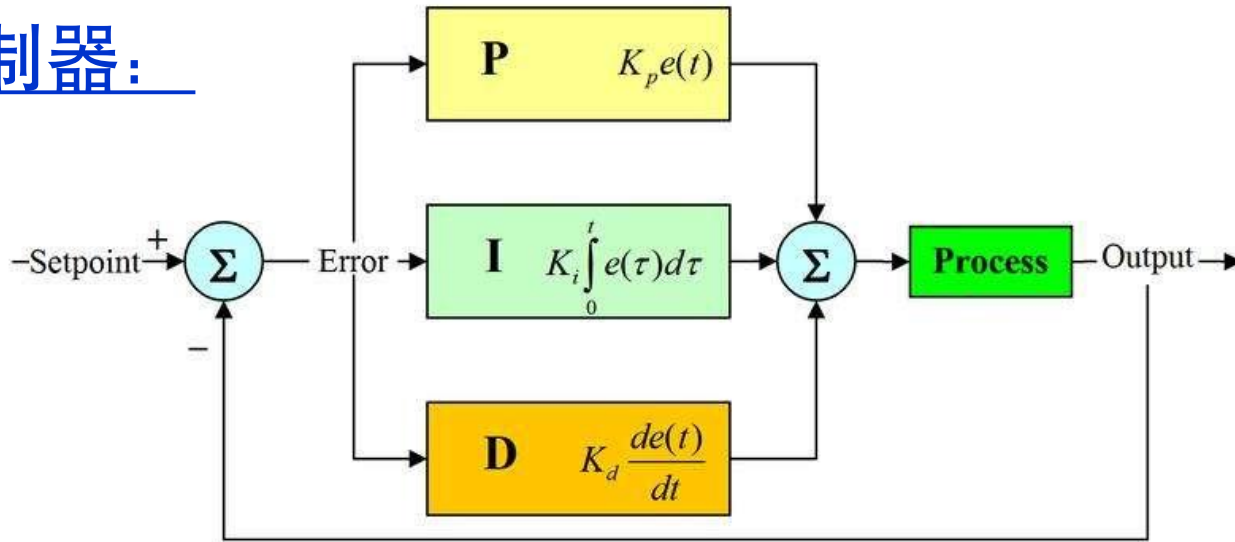 制器:
P K_p e(t)
+
Setpoint
Σ
Error
I K_i ∫_0^t e(τ)dτ
Σ
Process
Output
−
D K_d de(t)/dt